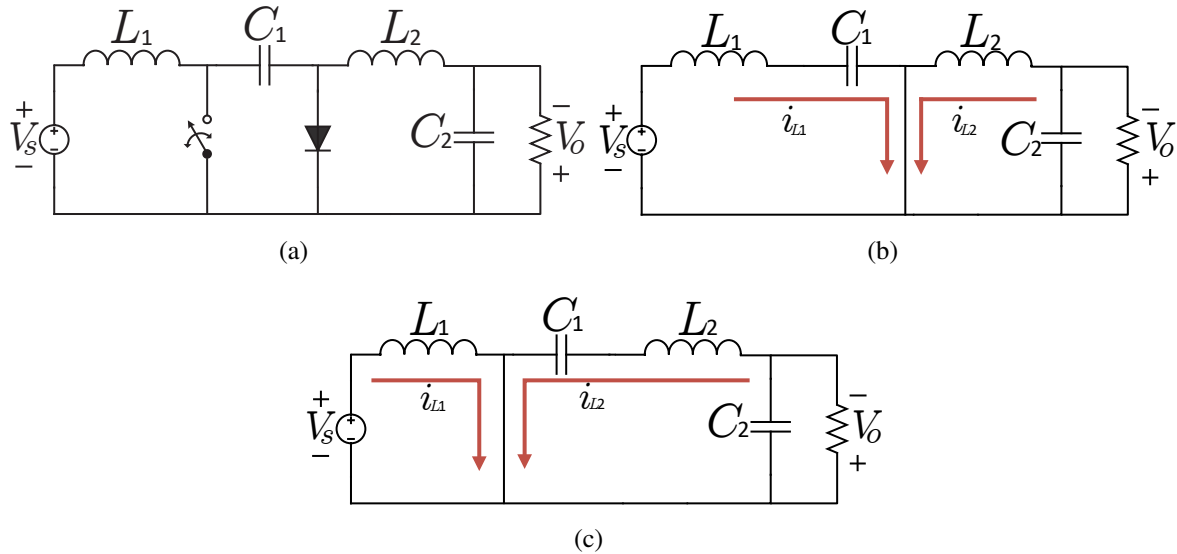 L1 C1 L2
+ − Vs + − C2 − VO +
(a)
L1 C1 L2
iL1 iL2
+ − Vs + − C2 − VO +
(b)
L1 C1 L2
iL1 iL2
+ − Vs + − C2 − VO +
(c)